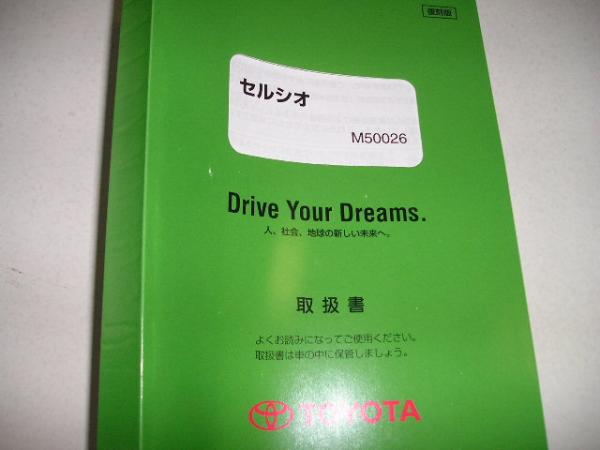 復刻版
セルシオ
M50026
Drive Your Dreams.
人、社会、地球の新しい未来へ。
取扱書
よくお読みになってご使用ください。
取扱書は車の中に保管しましょう。
TOYOTA